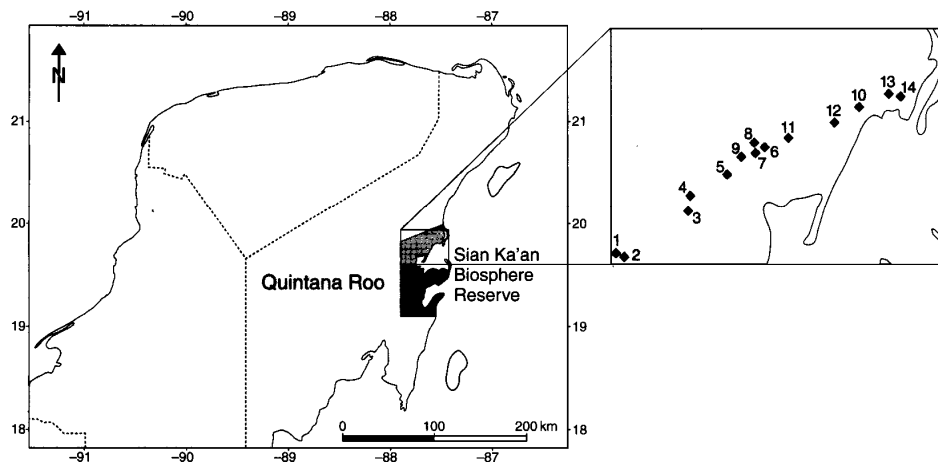 −91 −90 −89 −88 −87
N
21
20
19
18
21
20
19
18
Quintana Roo
Sian Ka'an
Biosphere
Reserve
0 100 200 km
−91 −90 −89 −88 −87
13
14
10
12
11
8
6
7
9
5
4
3
1
2